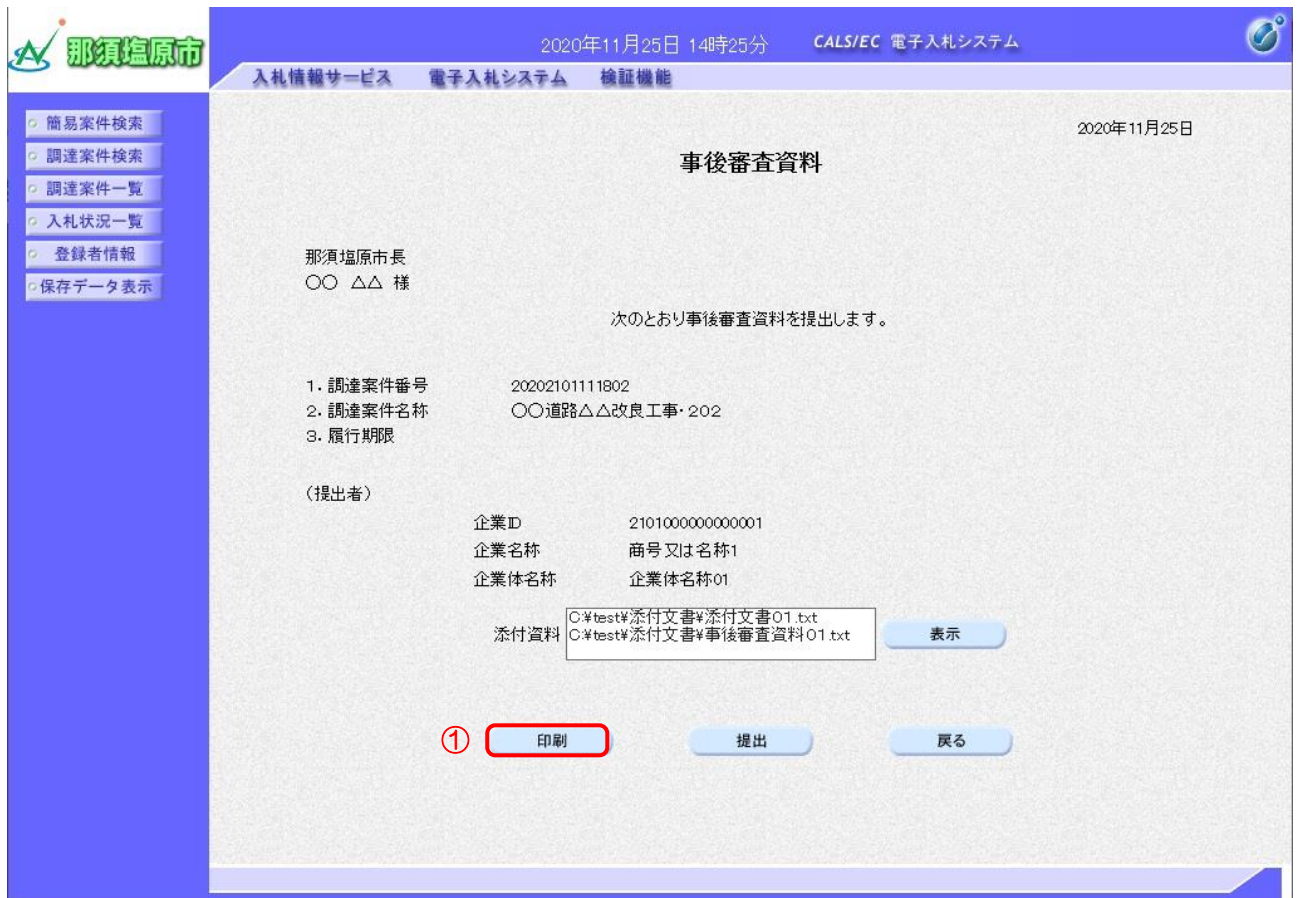 那須塩原市
2020年11月25日 14時25分 CALS/EC 電子入札システム
入札情報サービス 電子入札システム 検証機能
簡易案件検索
調達案件検索
調達案件一覧
入札状況一覧
登録者情報
保存データ表示
2020年11月25日
事後審査資料
那須塩原市長
〇〇 △△ 様
次のとおり事後審査資料を提出します。
1. 調達案件番号 20202101111802
2. 調達案件名称 〇〇道路△△改良工事・202
3. 履行期限
（提出者）
企業ID 2101000000000001
企業名称 商号又は名称1
企業体名称 企業体名称01
添付資料 C:¥test¥添付文書¥添付文書01.txt
C:¥test¥添付文書¥事後審査資料01.txt
表示
① 印刷 提出 戻る